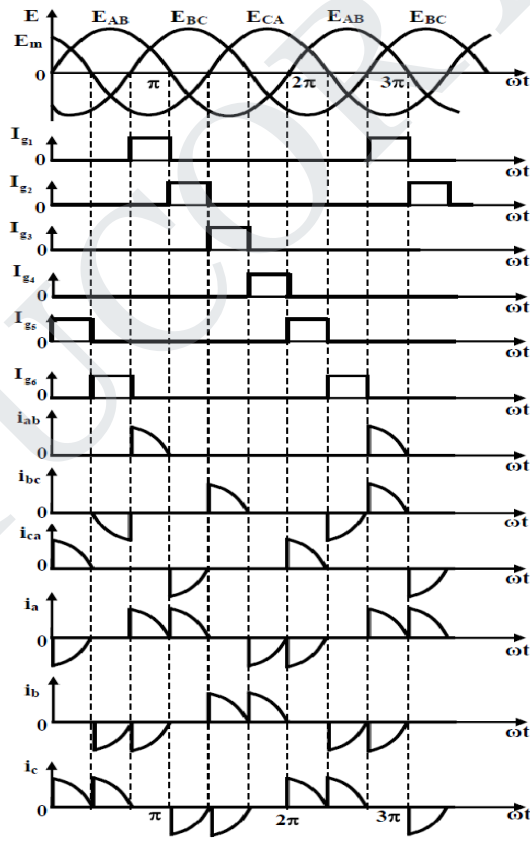 E E_AB E_BC E_CA E_AB E_BC
E_m
0 π 2π 3π ωt
I_g1
0 ωt
I_g2
0 ωt
I_g3
0 ωt
I_g4
0 ωt
I_g5
0 ωt
I_g6
0 ωt
i_ab
0 ωt
i_bc
0 ωt
i_ca
0 ωt
i_a
0 ωt
i_b
0 ωt
i_c
0 π 2π 3π ωt
UCOR